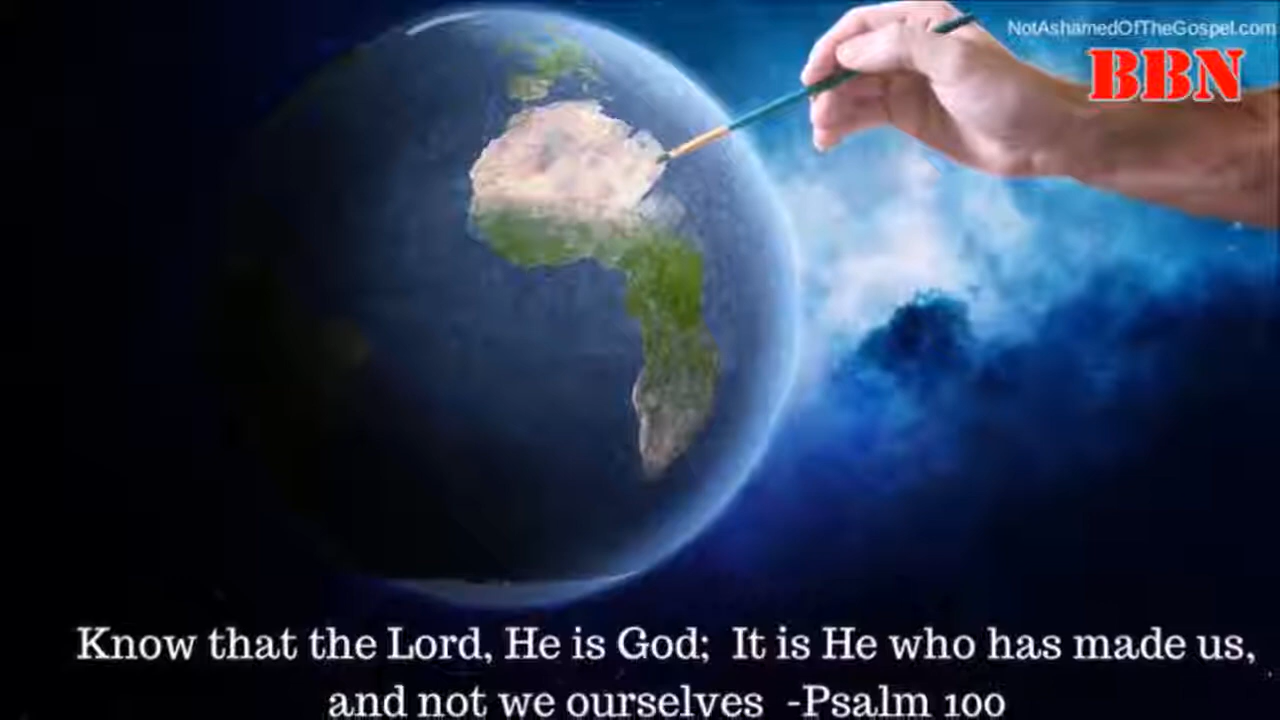 NotAshamedOfTheGospel.com
BBN
Know that the Lord, He is God; It is He who has made us,
and not we ourselves -Psalm 100